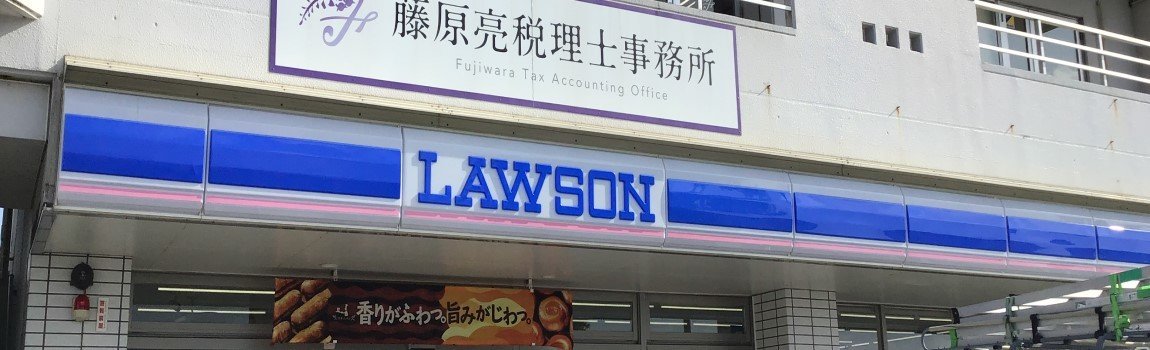 藤原亮税理士事務所
Fujiwara Tax Accounting Office
LAWSON
香りがふわっ。旨みがじわっ。